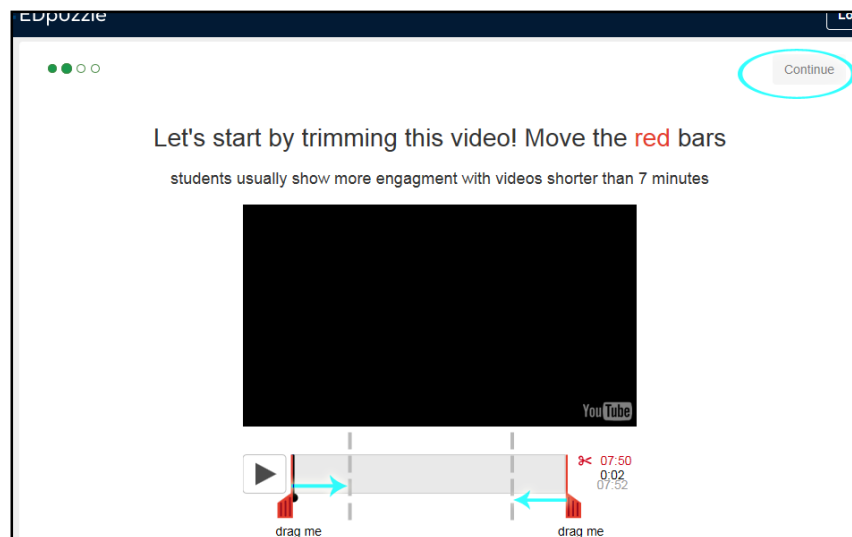 EDpuzzle
Lo
Continue
Let's start by trimming this video! Move the red bars
students usually show more engagment with videos shorter than 7 minutes
YouTube
07:50
0:02
07:52
drag me
drag me